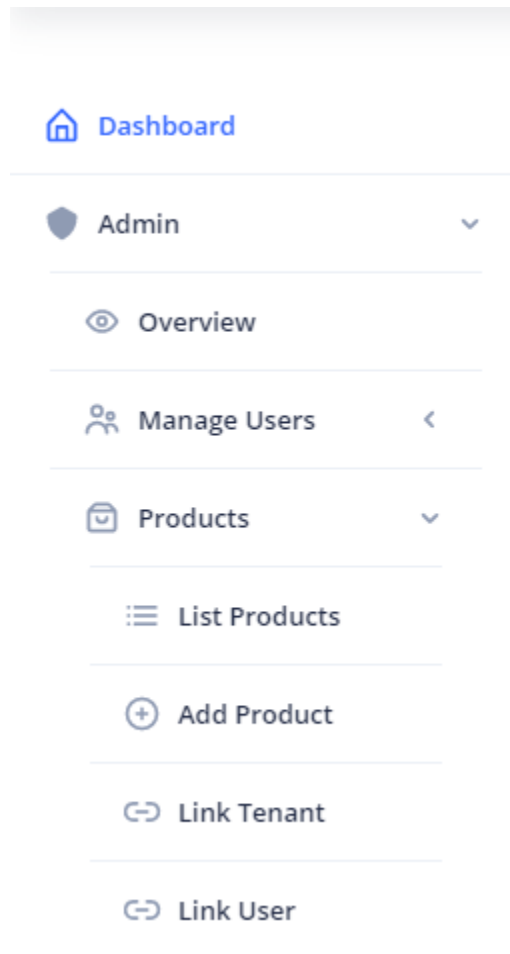 Dashboard
Admin
Overview
Manage Users
Products
List Products
Add Product
Link Tenant
Link User